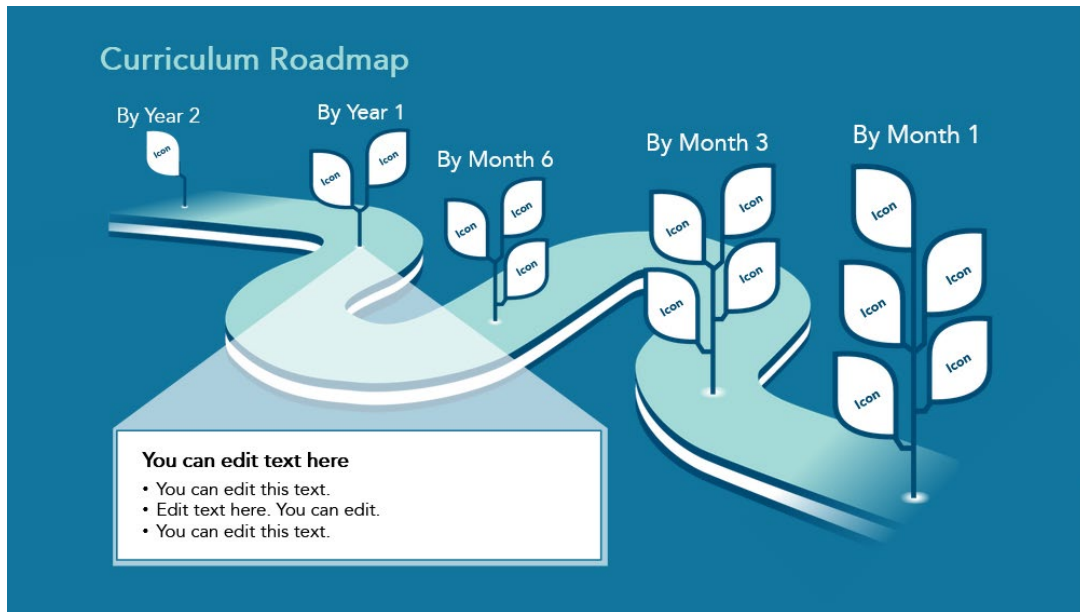 Curriculum Roadmap
By Year 2
Icon
By Year 1
Icon
Icon
By Month 6
Icon
Icon
Icon
By Month 3
Icon
Icon
Icon
Icon
By Month 1
Icon
Icon
Icon
Icon
Icon
You can edit text here
• You can edit this text.
• Edit text here. You can edit.
• You can edit this text.